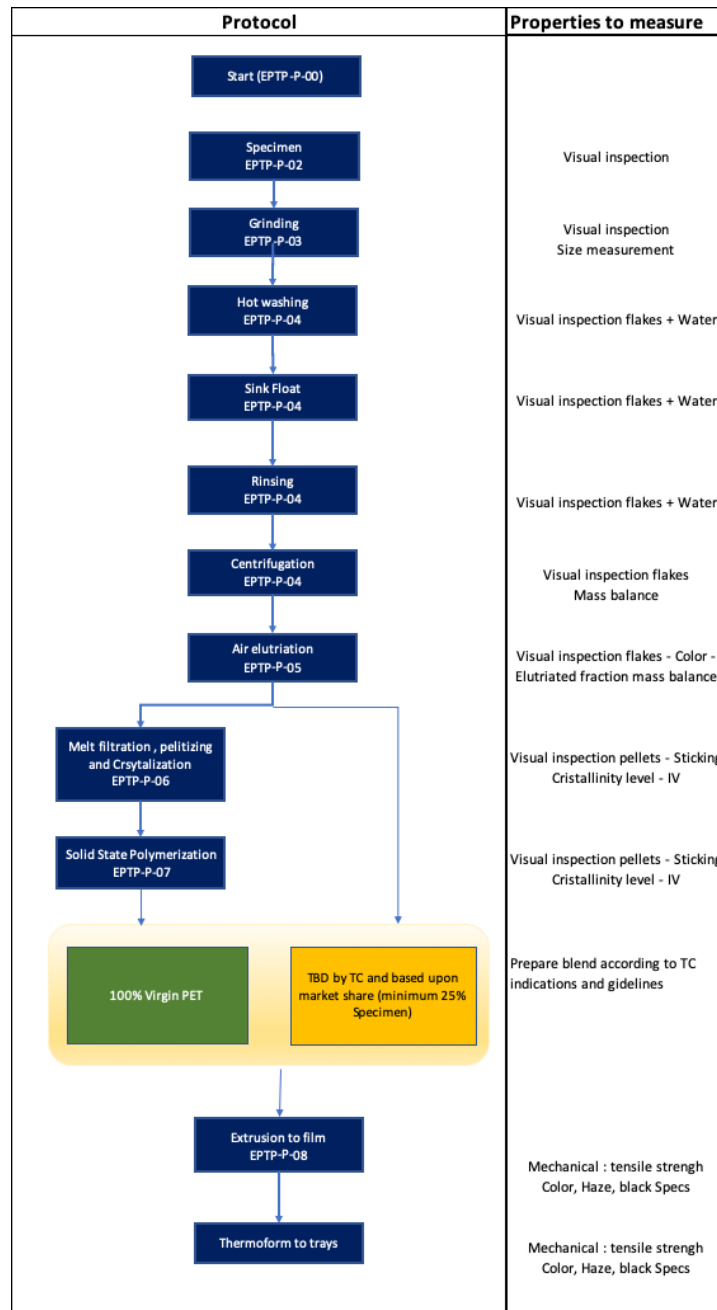 Protocol
Properties to measure
Start (EPTP-P-00)
Specimen
EPTP-P-02
Visual inspection
Grinding
EPTP-P-03
Visual inspection
Size measurement
Hot washing
EPTP-P-04
Visual inspection flakes + Water
Sink Float
EPTP-P-04
Visual inspection flakes + Water
Rinsing
EPTP-P-04
Visual inspection flakes + Water
Centrifugation
EPTP-P-04
Visual inspection flakes
Mass balance
Air elutriation
EPTP-P-05
Visual inspection flakes - Color -
Elutriated fraction mass balance
Melt filtration , pelitizing
and Crsytalization
EPTP-P-06
Visual inspection pellets - Sticking
Cristallinity level - IV
Solid State Polymerization
EPTP-P-07
Visual inspection pellets - Sticking
Cristallinity level - IV
100% Virgin PET
TBD by TC and based upon
market share (minimum 25%
Specimen)
Prepare blend according to TC
indications and gidelines
Extrusion to film
EPTP-P-08
Mechanical : tensile strengh
Color, Haze, black Specs
Thermoform to trays
Mechanical : tensile strengh
Color, Haze, black Specs